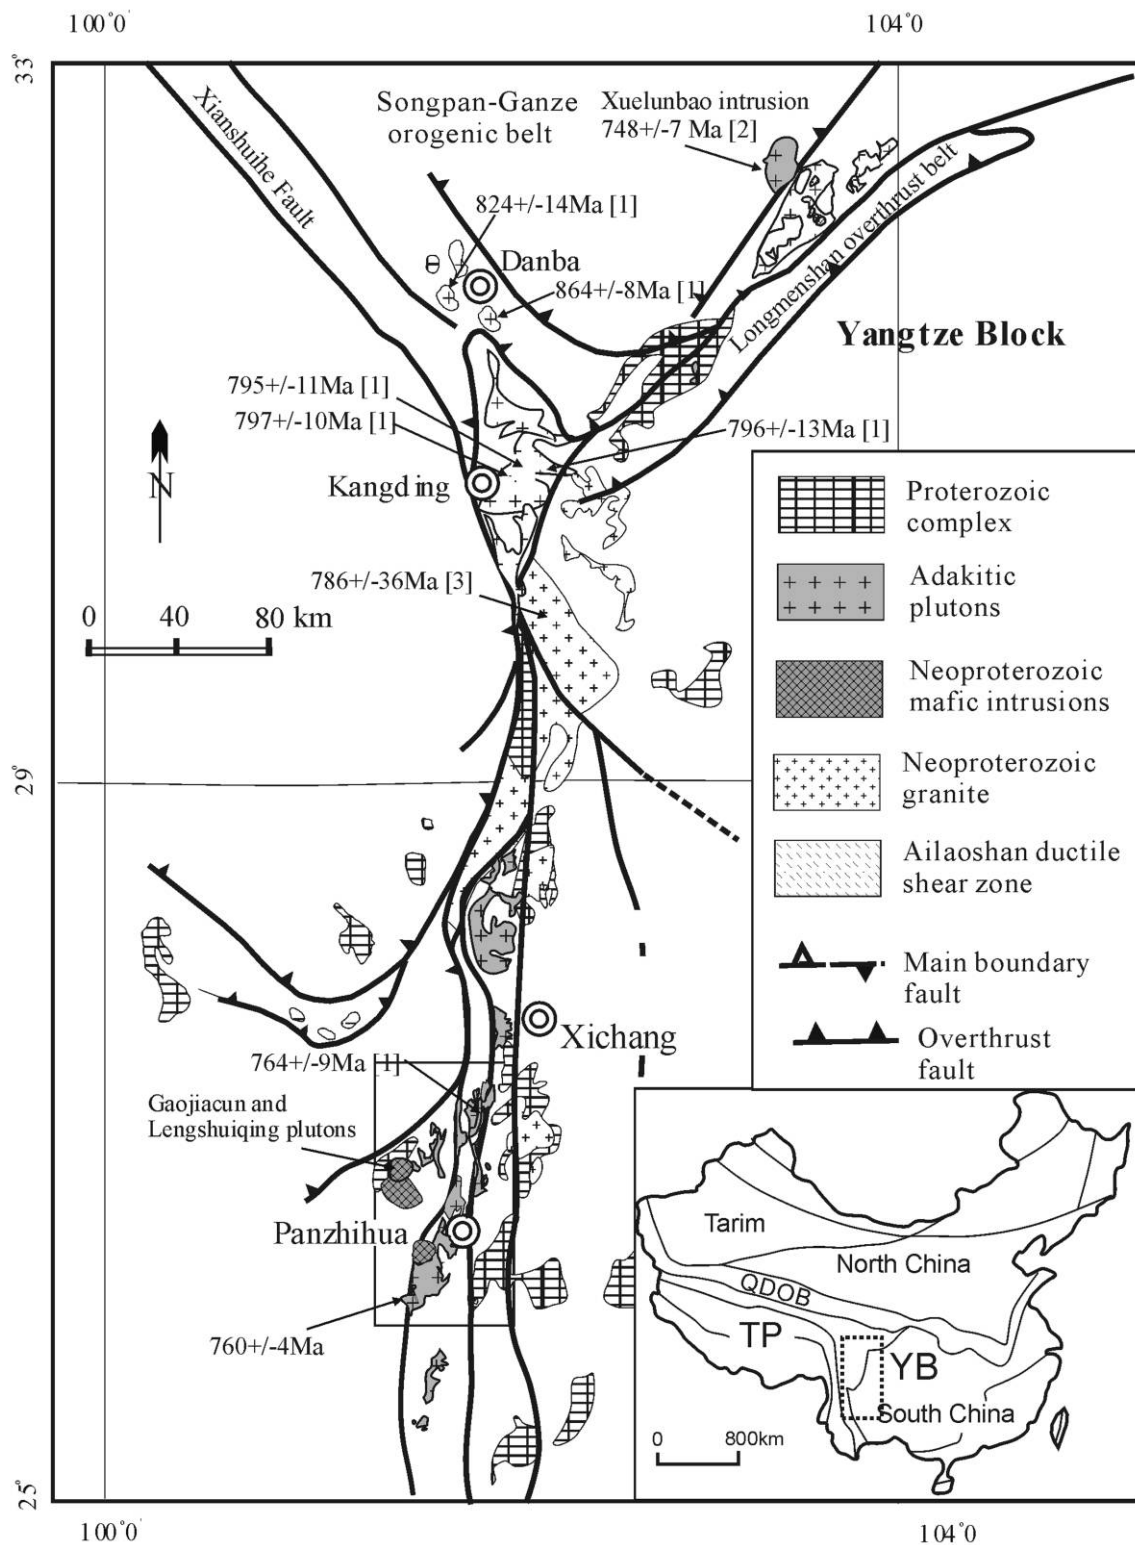 100°0'
104°0'
33°
Songpan-Ganze
orogenic belt
Xuelunbao intrusion
748+/-7 Ma [2]
Xianshuihe Fault
824+/-14Ma [1]
Danba
864+/-8Ma [1]
Longmenshan overthrust belt
Yangtze Block
795+/-11Ma [1]
797+/-10Ma [1]
796+/-13Ma [1]
N
Kangding
786+/-36Ma [3]
0 40 80 km
29°
Xichang
764+/-9Ma [1]
Gaojiacun and
Lengshuiqing plutons
Panzhihua
760+/-4Ma
25°
100°0'
104°0'
Proterozoic
complex
Adakitic
plutons
Neoproterozoic
mafic intrusions
Neoproterozoic
granite
Ailaoshan ductile
shear zone
Main boundary
fault
Overthrust
fault
Tarim
North China
QDOB
TP
YB
South China
0 800km